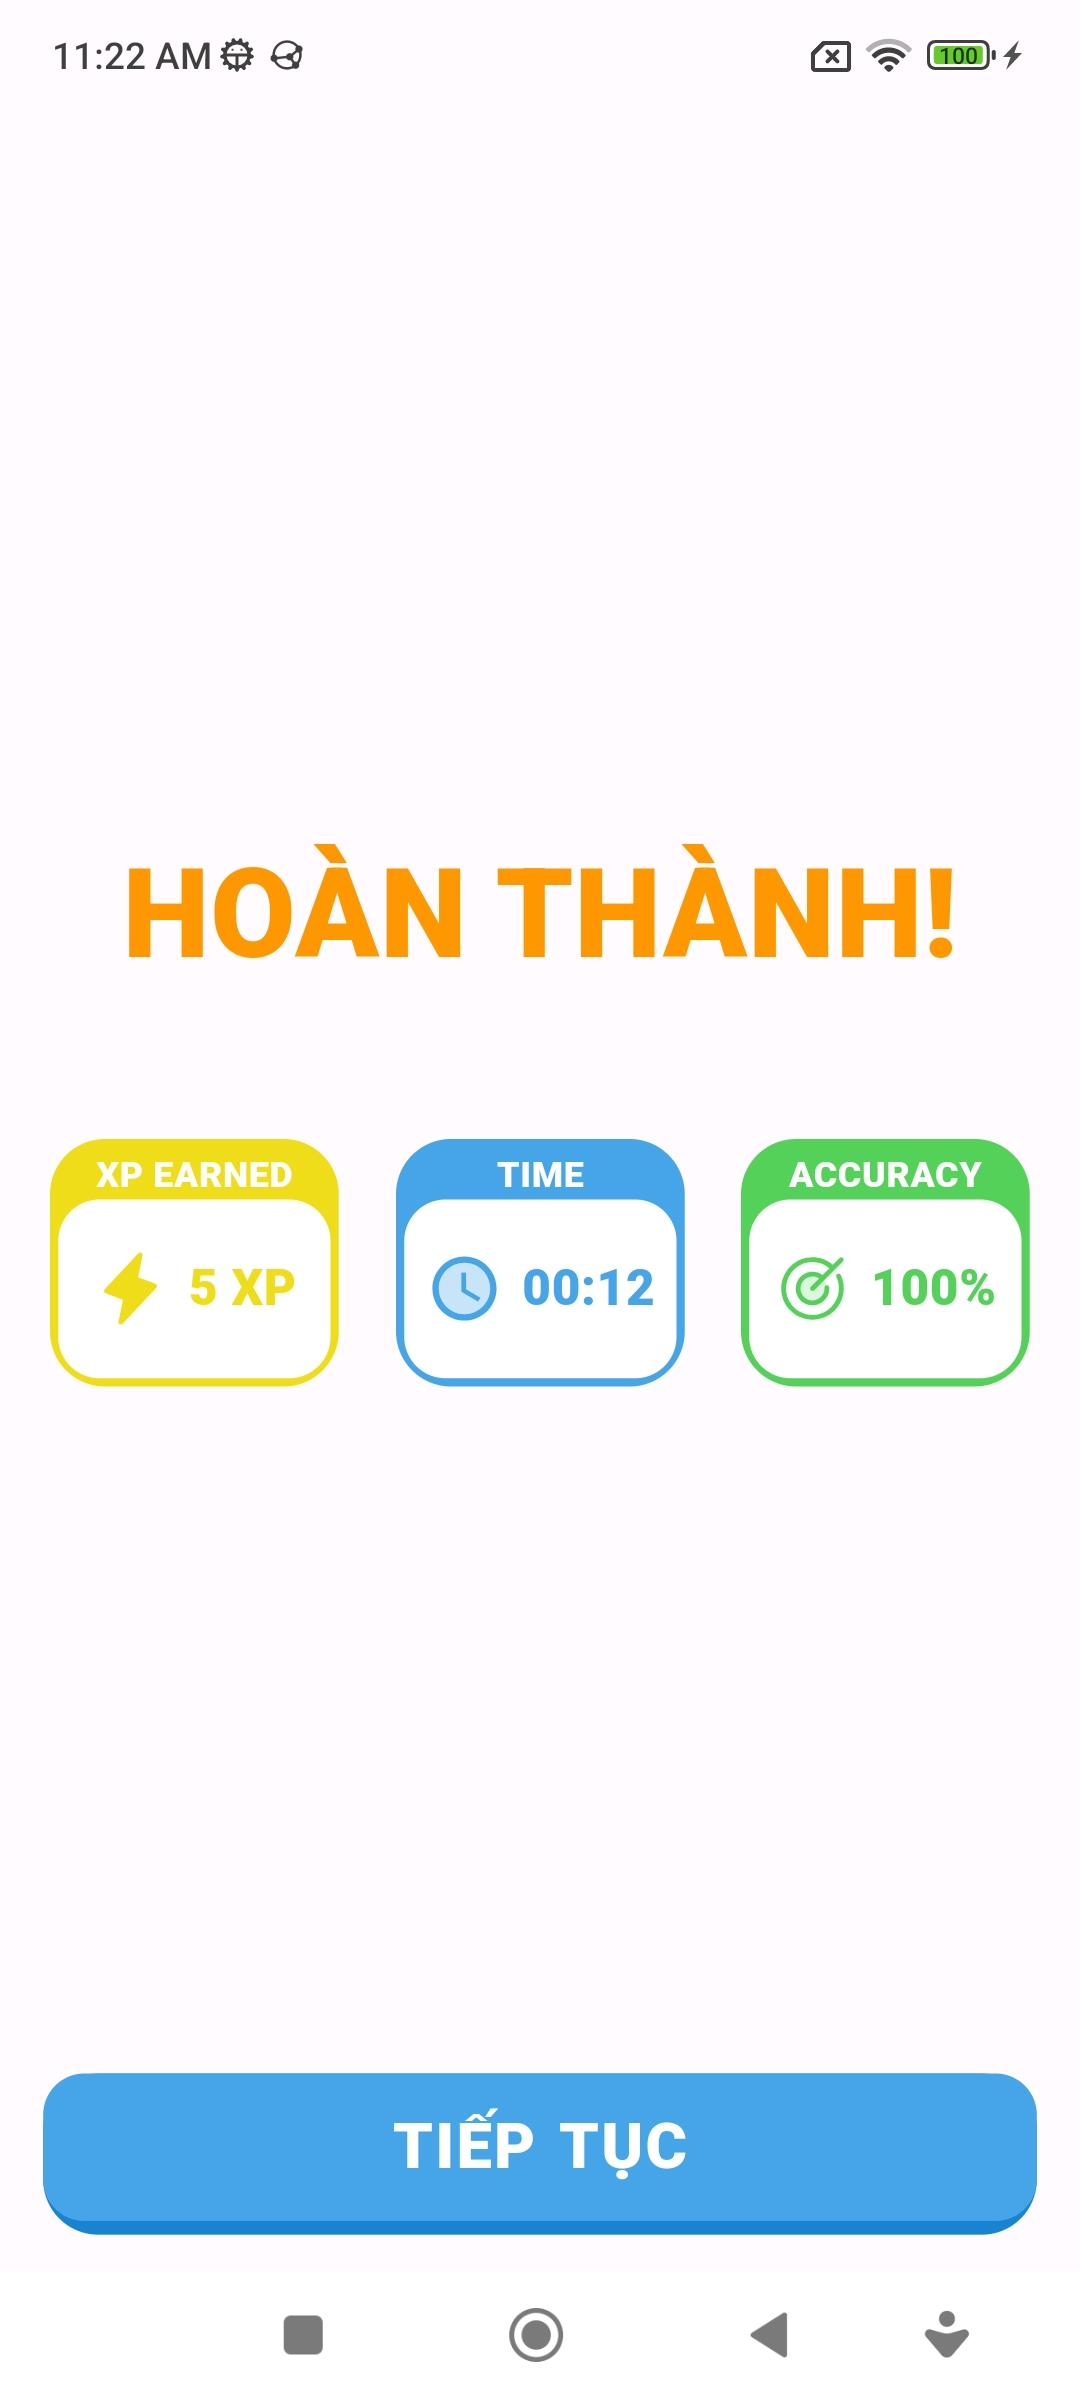 11:22 AM
100
HOÀN THÀNH!
XP EARNED
5 XP
TIME
00:12
ACCURACY
100%
TIẾP TỤC